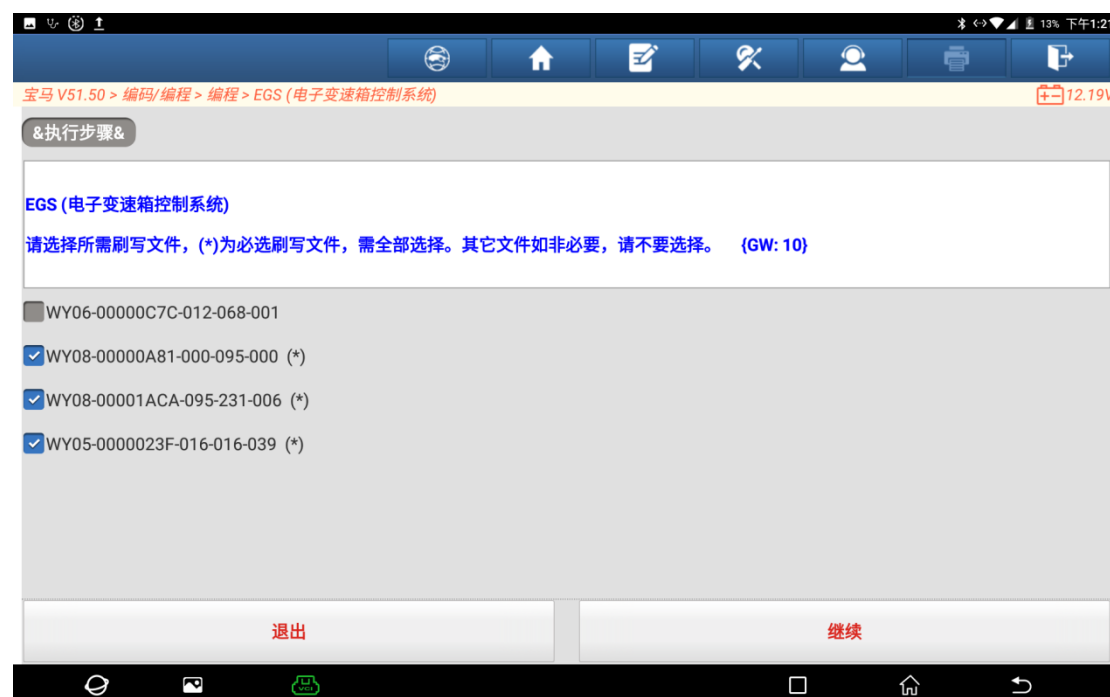 13% 下午1:21
宝马 V51.50 > 编码/编程 > 编程 > EGS (电子变速箱控制系统)
12.19V
&执行步骤&
EGS (电子变速箱控制系统)
请选择所需刷写文件，(*)为必选刷写文件，需全部选择。其它文件如非必要，请不要选择。 {GW: 10}
WY06-00000C7C-012-068-001
WY08-00000A81-000-095-000 (*)
WY08-00001ACA-095-231-006 (*)
WY05-0000023F-016-016-039 (*)
退出 继续
VCI